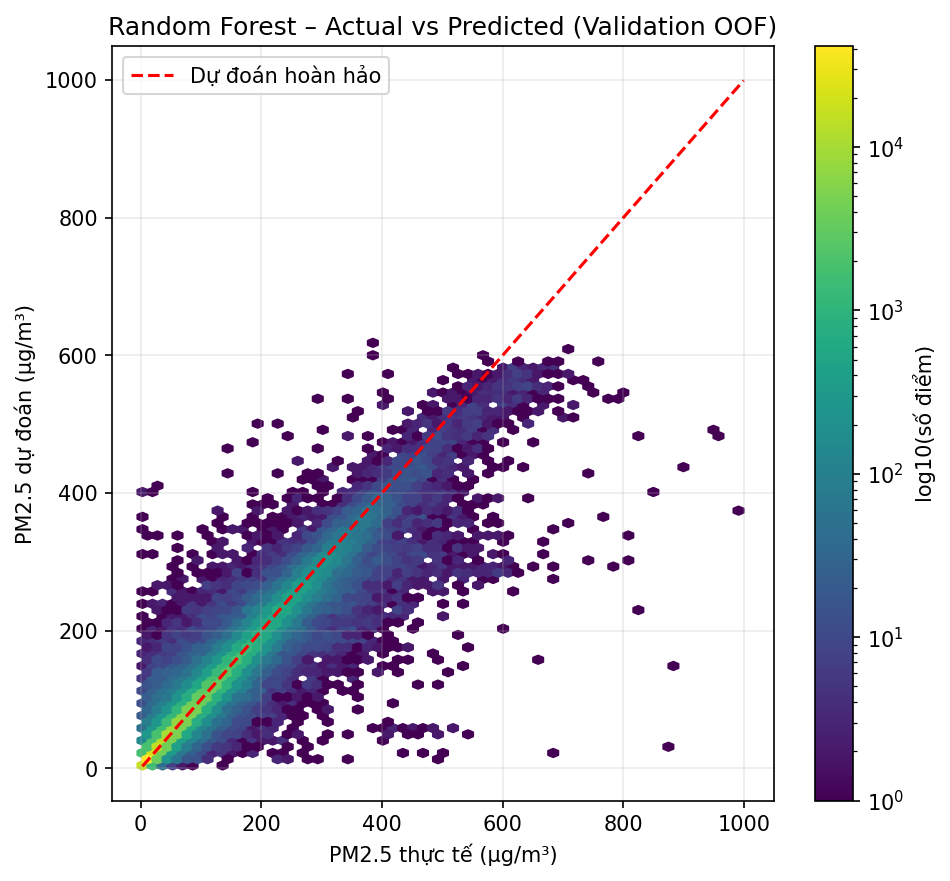 Random Forest – Actual vs Predicted (Validation OOF)
Dự đoán hoàn hảo
PM2.5 dự đoán (µg/m³)
1000
800
600
400
200
0
0 200 400 600 800 1000
PM2.5 thực tế (µg/m³)
10⁴
10³
10²
10¹
10⁰
log10(số điểm)